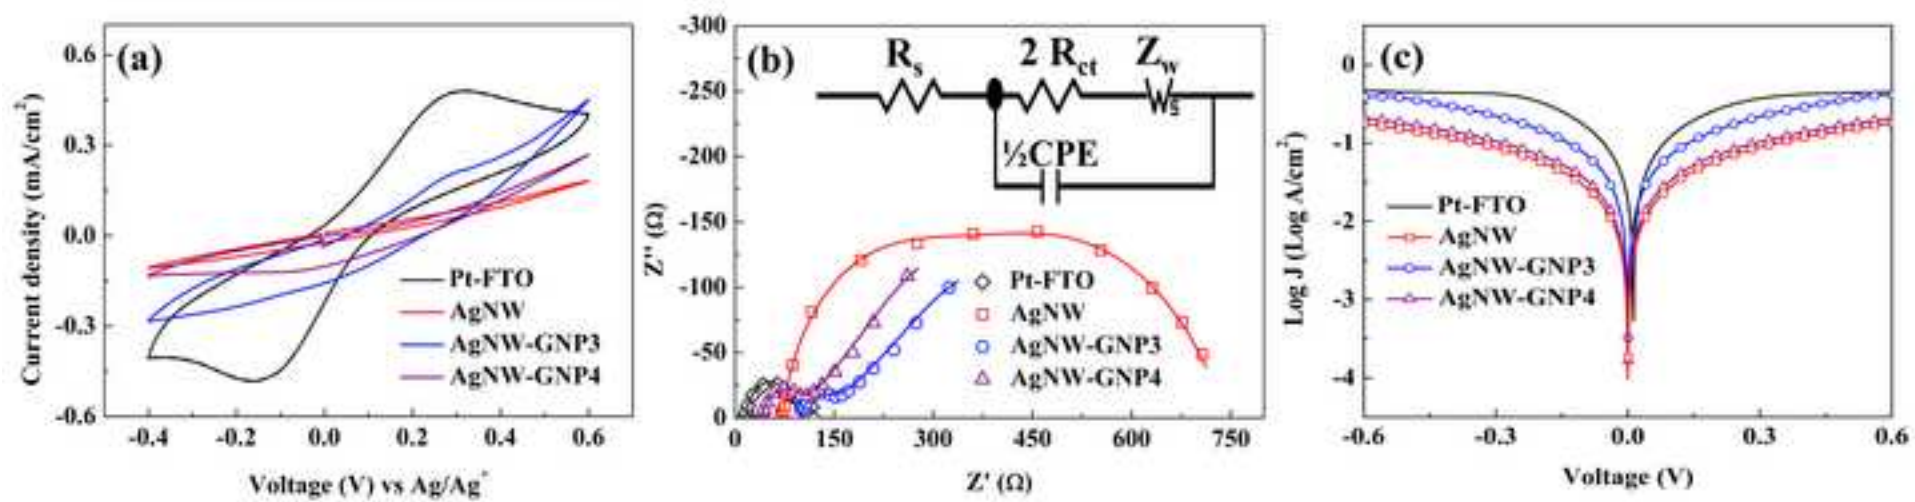 (a)
Current density (mA/cm²)
0.6
0.3
0.0
-0.3
-0.6
-0.4 -0.2 0.0 0.2 0.4 0.6
Voltage (V) vs Ag/Ag⁺
Pt-FTO
AgNW
AgNW-GNP3
AgNW-GNP4
(b)
Z'' (Ω)
-300
-250
-200
-150
-100
-50
0
0 150 300 450 600 750
Z' (Ω)
Rs 2 Rct Zw
s
½CPE
Pt-FTO
AgNW
AgNW-GNP3
AgNW-GNP4
(c)
Log J (Log A/cm²)
0
-1
-2
-3
-4
-0.6 -0.3 0.0 0.3 0.6
Voltage (V)
Pt-FTO
AgNW
AgNW-GNP3
AgNW-GNP4